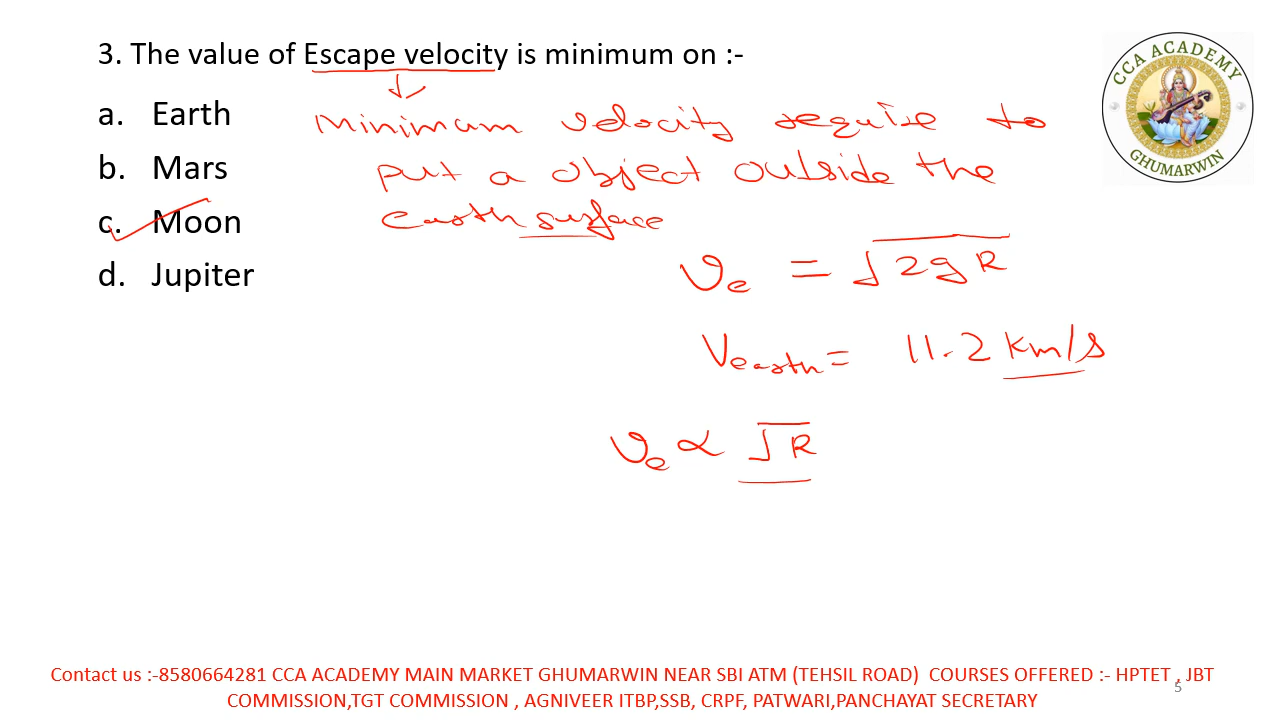 3. The value of Escape velocity is minimum on :-
a. Earth
b. Mars
c. Moon
d. Jupiter
Minimum velocity require to
put a object outside the
earth surface
ve = √2gR
Vearth = 11.2 km/s
ve ∝ √R
CCA ACADEMY
GHUMARWIN
Contact us :-8580664281 CCA ACADEMY MAIN MARKET GHUMARWIN NEAR SBI ATM (TEHSIL ROAD) COURSES OFFERED :- HPTET , JBT
COMMISSION,TGT COMMISSION , AGNIVEER ITBP,SSB, CRPF, PATWARI,PANCHAYAT SECRETARY
5